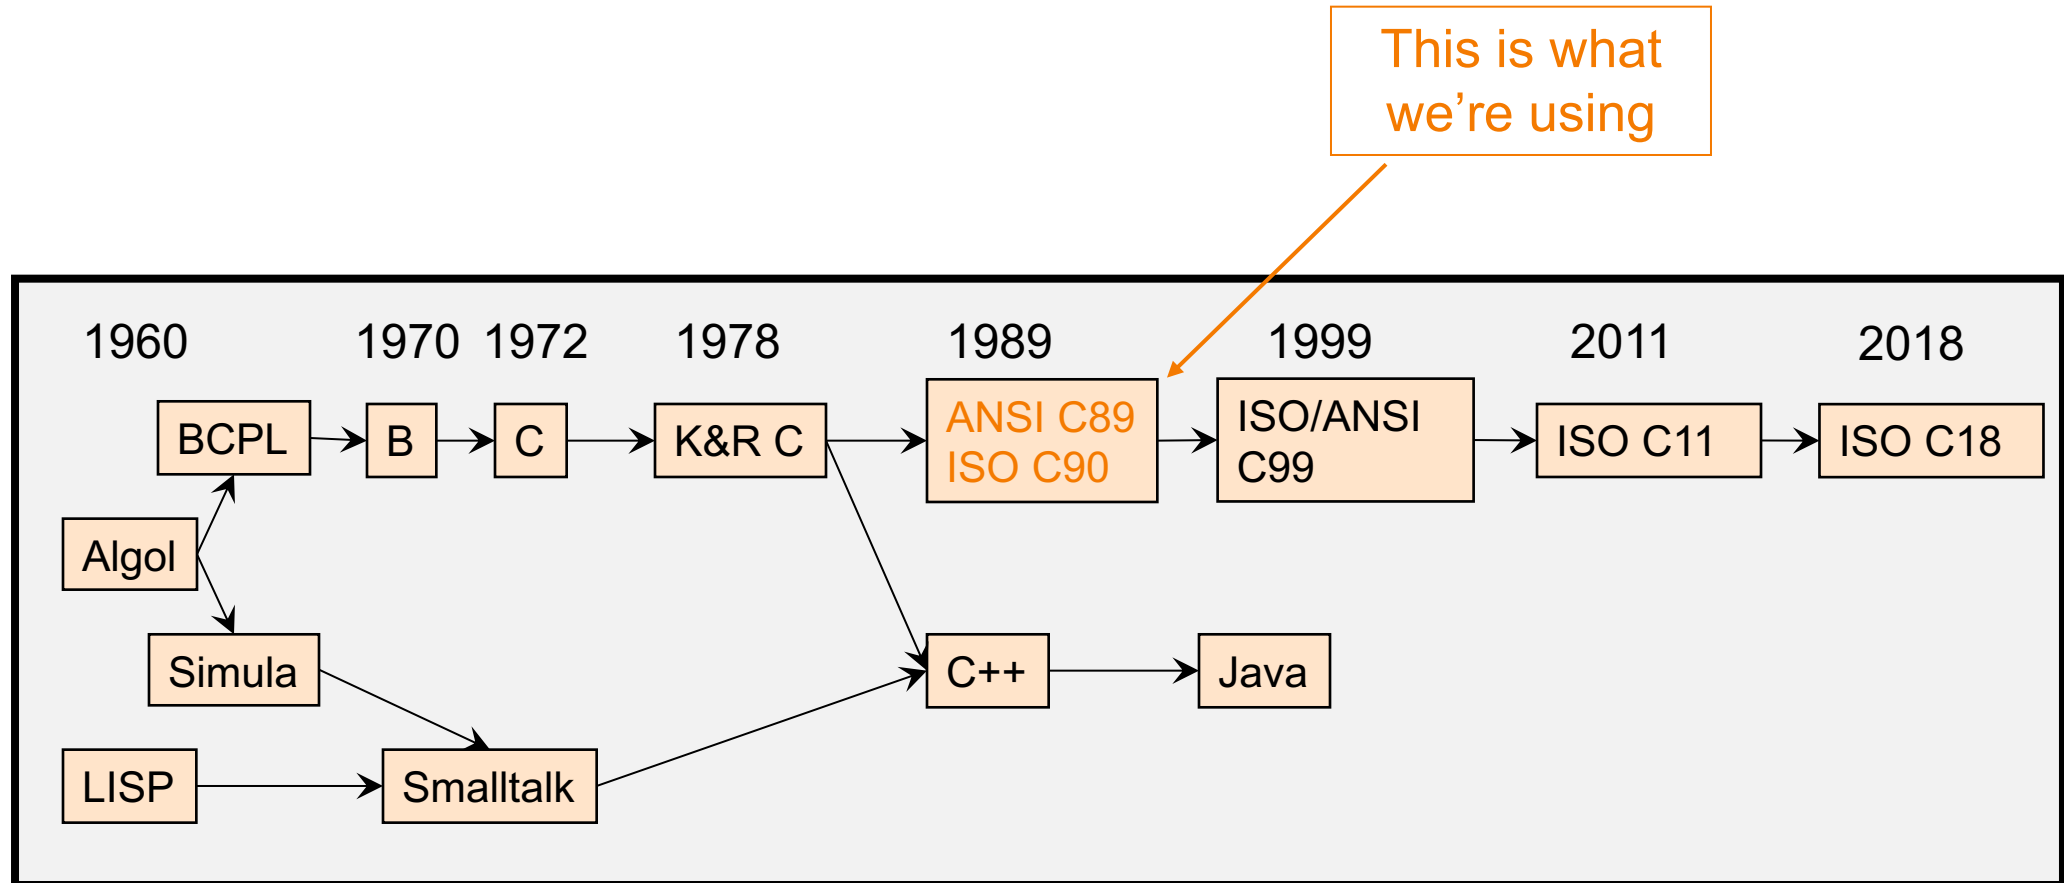 This is what
we're using
1960 1970 1972 1978 1989 1999 2011 2018
BCPL B C K&R C ANSI C89 ISO/ANSI ISO C11 ISO C18
ISO C90 C99
Algol
Simula C++ Java
LISP Smalltalk